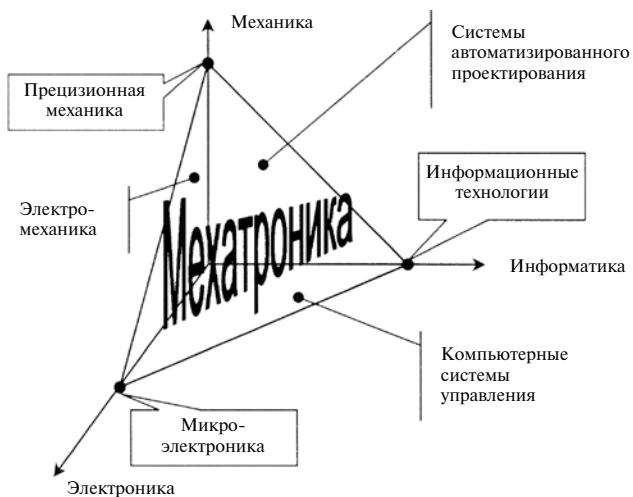 Механика
Системы
автоматизированного
проектирования
Прецизионная
механика
Информационные
технологии
Электро-
механика
Мехатроника
Информатика
Компьютерные
системы
управления
Микро-
электроника
Электроника